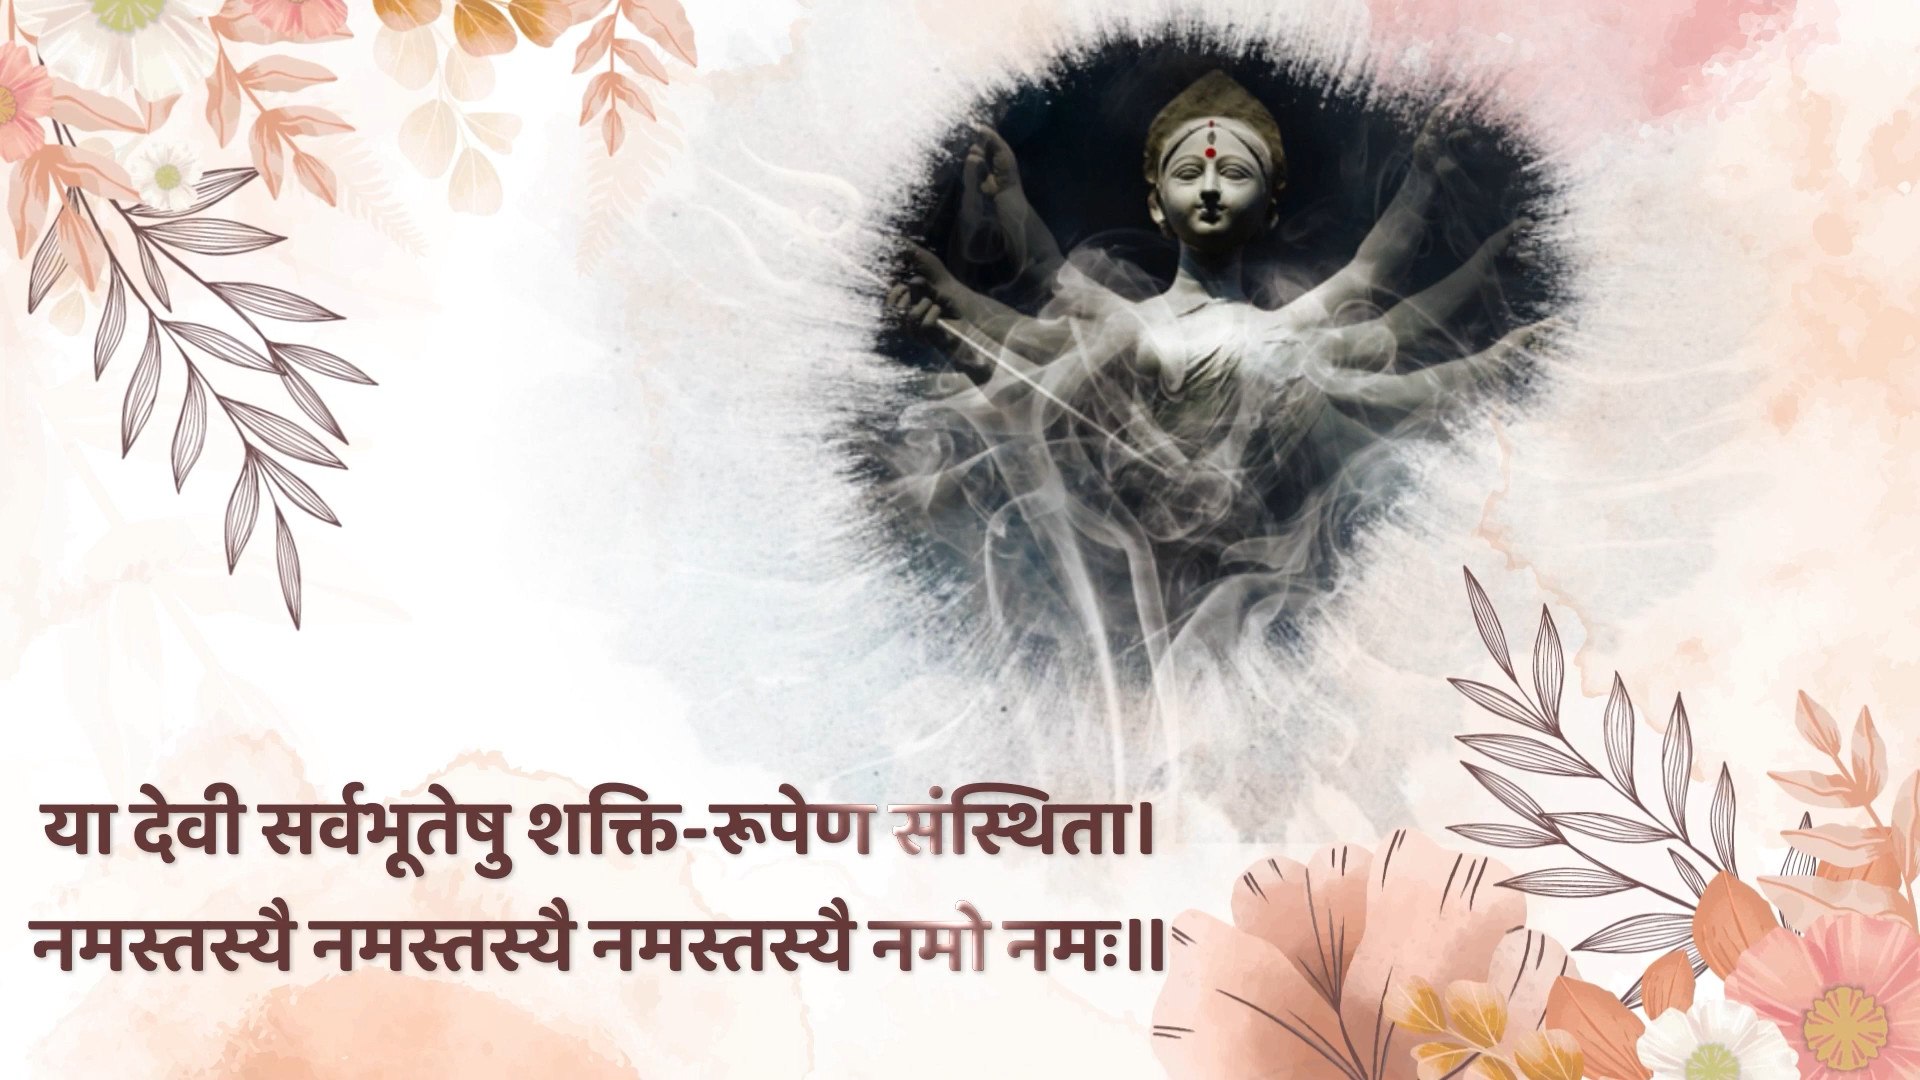 या देवी सर्वभूतेषु शक्ति-रूपेण संस्थिता।
नमस्तस्यै नमस्तस्यै नमस्तस्यै नमो नमः॥